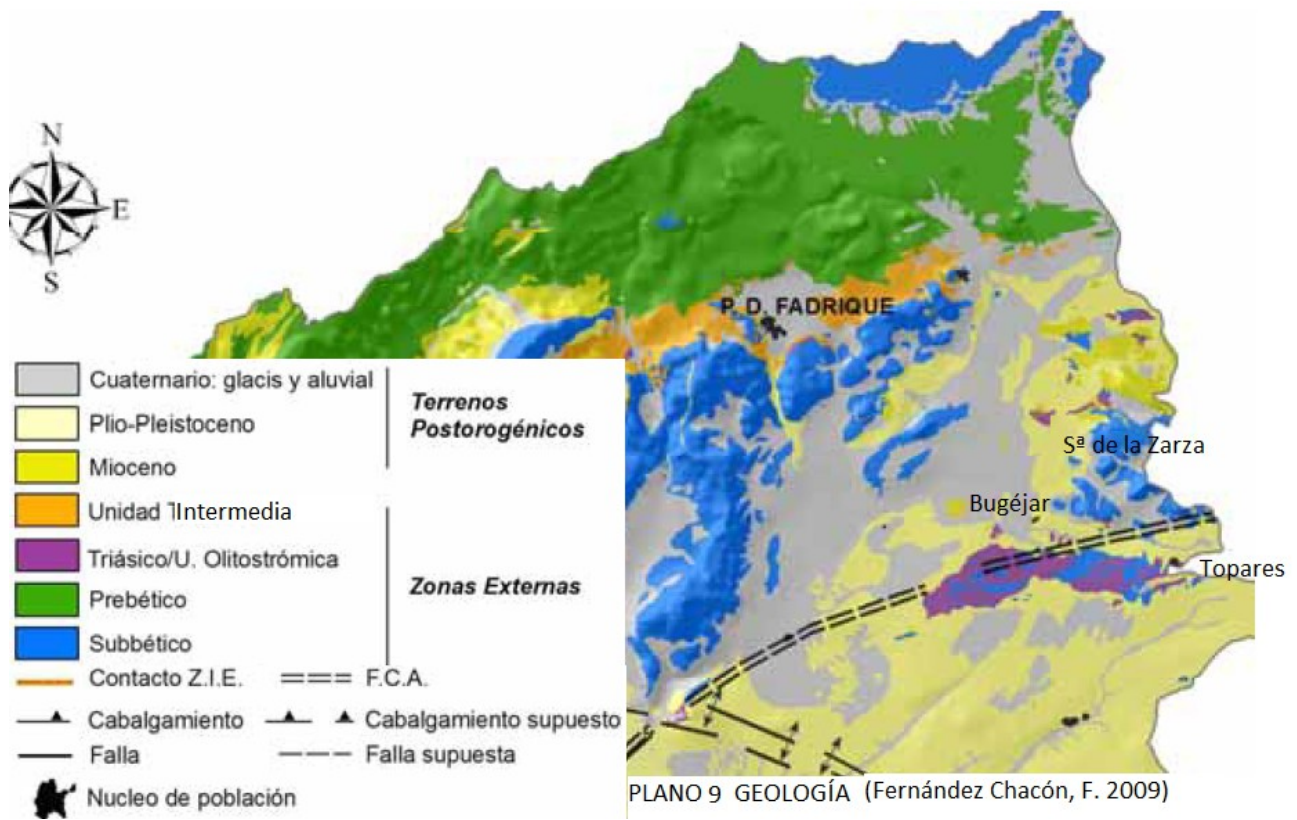 N
E
S
P. D. FADRIQUE
Sª de la Zarza
Bugéjar
Topares
Cuaternario: glacis y aluvial
Plio-Pleistoceno
Mioceno
Terrenos
Postorogénicos
Unidad Intermedia
Triásico/U. Olitostrómica
Prebético
Subbético
Zonas Externas
Contacto Z.I.E. F.C.A.
Cabalgamiento Cabalgamiento supuesto
Falla Falla supuesta
Nucleo de población
PLANO 9 GEOLOGÍA (Fernández Chacón, F. 2009)